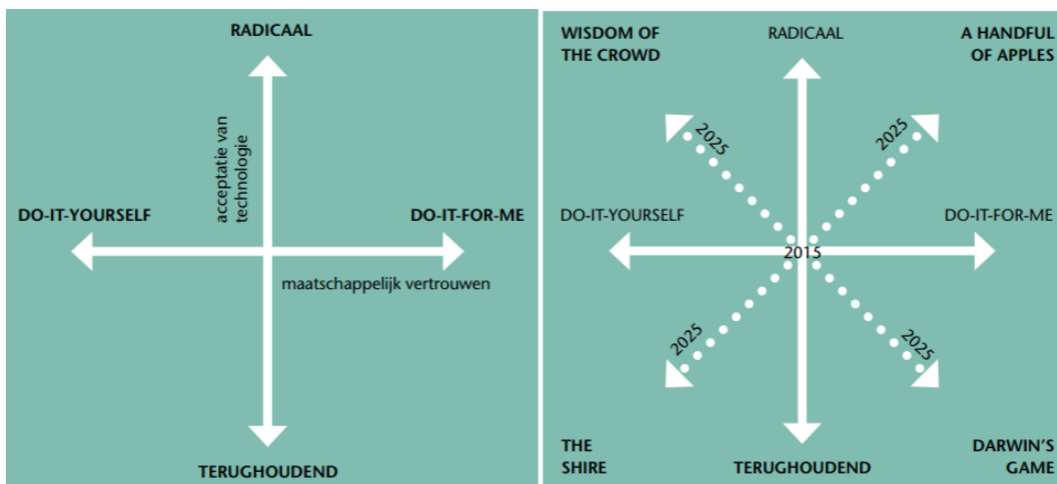 RADICAAL
acceptatie van
technologie
DO-IT-YOURSELF
DO-IT-FOR-ME
maatschappelijk vertrouwen
TERUGHOUDEND
WISDOM OF
THE CROWD
RADICAAL
A HANDFUL
OF APPLES
2025
2025
DO-IT-YOURSELF
DO-IT-FOR-ME
2015
2025
2025
THE
SHIRE
TERUGHOUDEND
DARWIN'S
GAME